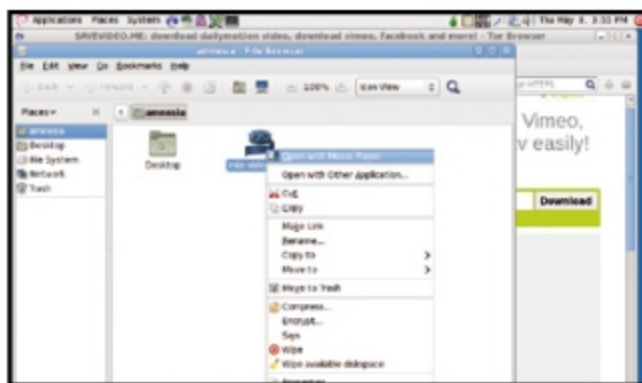 Applications Places System Thu May 8, 3:33 PM
SAVEVIDEO.ME: download dailymotion video, download vimeo, facebook and more! - Tor Browser
amnesia - File Browser
File Edit View Go Bookmarks Help
Back Forward 100% Icon View
Places amnesia
amnesia
Desktop
File System
Network
Trash
Desktop
Open with Movie Player
Open with Other Application...
Cut
Copy
Make Link
Rename...
Copy to
Move to
Move to Trash
Compress...
Encrypt...
Sign
Wipe
Wipe available diskspace
Properties
Vimeo,
v easily!
Download